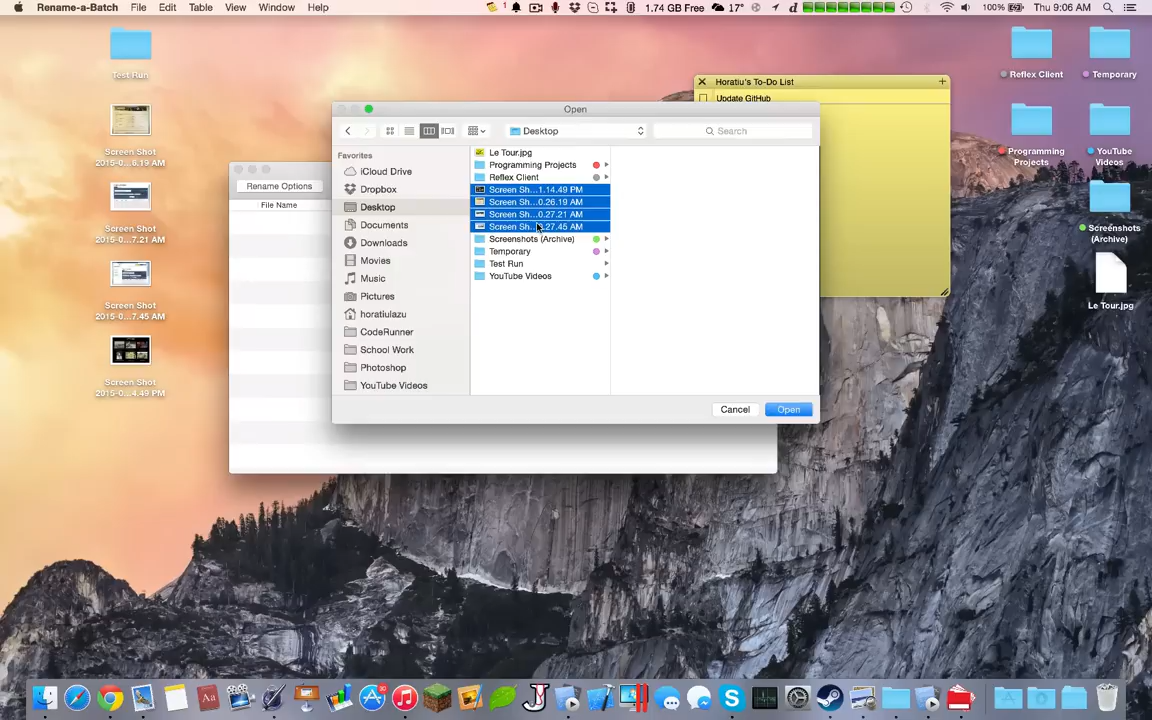 Rename-a-Batch File Edit Table View Window Help
1.74 GB Free 17° 100% Thu 9:06 AM
Test Run
Screen Shot
2015-0...6.19 AM
Screen Shot
2015-0...7.21 AM
Screen Shot
2015-0...7.45 AM
Screen Shot
2015-0...4.49 PM
Rename Options
File Name
Open
Desktop
Search
Favorites
iCloud Drive
Dropbox
Desktop
Documents
Downloads
Movies
Music
Pictures
horatiulazu
CodeRunner
School Work
Photoshop
YouTube Videos
Le Tour.jpg
Programming Projects
Reflex Client
Screen Sh...1.14.49 PM
Screen Sh...0.26.19 AM
Screen Sh...0.27.21 AM
Screen Sh...0.27.45 AM
Screenshots (Archive)
Temporary
Test Run
YouTube Videos
Cancel
Open
Horatiu's To-Do List
Update GitHub
Reflex Client
Temporary
Programming
Projects
YouTube
Videos
Screenshots
(Archive)
Le Tour.jpg